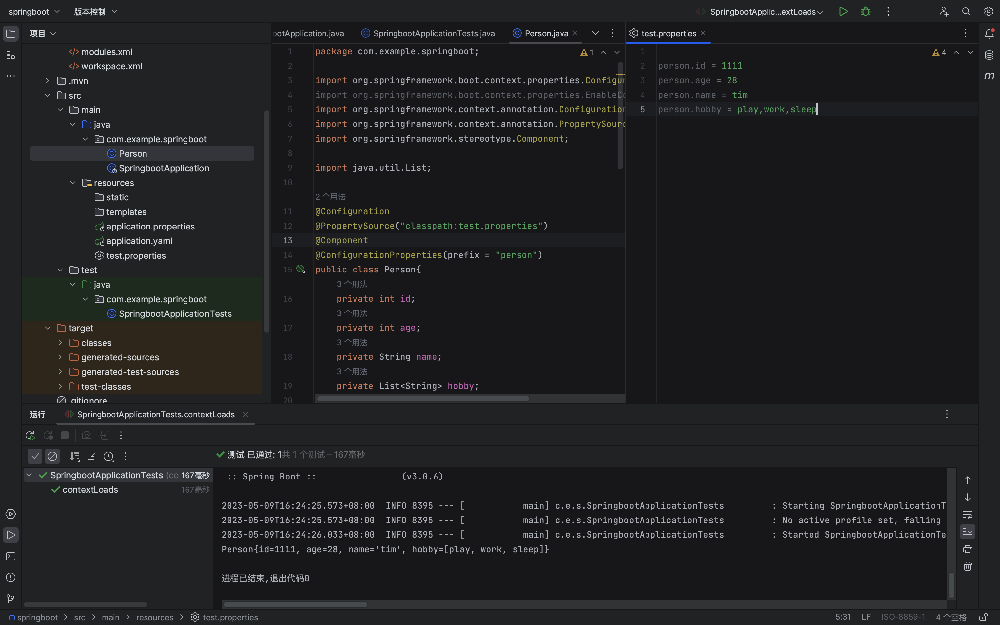 springboot
版本控制
SpringbootApplic...extLoads
项目
modules.xml
workspace.xml
.mvn
src
main
java
com.example.springboot
Person
SpringbootApplication
resources
static
templates
application.properties
application.yaml
test.properties
test
java
com.example.springboot
SpringbootApplicationTests
target
classes
generated-sources
generated-test-sources
test-classes
.gitignore
ootApplication.java
SpringbootApplicationTests.java
Person.java
1
1 package com.example.springboot;
2
3 import org.springframework.boot.context.properties.Configur
4 import org.springframework.boot.context.properties.EnableCo
5 import org.springframework.context.annotation.Configuration
6 import org.springframework.context.annotation.PropertySourc
7 import org.springframework.stereotype.Component;
8
9 import java.util.List;
10
2 个用法
11 @Configuration
12 @PropertySource("classpath:test.properties")
13 @Component
14 @ConfigurationProperties(prefix = "person")
15 public class Person{
3 个用法
16 private int id;
3 个用法
17 private int age;
3 个用法
18 private String name;
3 个用法
19 private List<String> hobby;
20
test.properties
4
1
2 person.id = 1111
3 person.age = 28
4 person.name = tim
5 person.hobby = play,work,sleep
m
运行
SpringbootApplicationTests.contextLoads
测试 已通过: 1共 1 个测试 – 167毫秒
SpringbootApplicationTests (co 167毫秒
contextLoads 167毫秒
:: Spring Boot :: (v3.0.6)
2023-05-09T16:24:25.573+08:00 INFO 8395 --- [ main] c.e.s.SpringbootApplicationTests : Starting SpringbootApplicationT
2023-05-09T16:24:25.573+08:00 INFO 8395 --- [ main] c.e.s.SpringbootApplicationTests : No active profile set, falling
2023-05-09T16:24:26.033+08:00 INFO 8395 --- [ main] c.e.s.SpringbootApplicationTests : Started SpringbootApplicationTe
Person{id=1111, age=28, name='tim', hobby=[play, work, sleep]}
进程已结束,退出代码0
springboot > src > main > resources > test.properties
5:31 LF ISO-8859-1 4 个空格